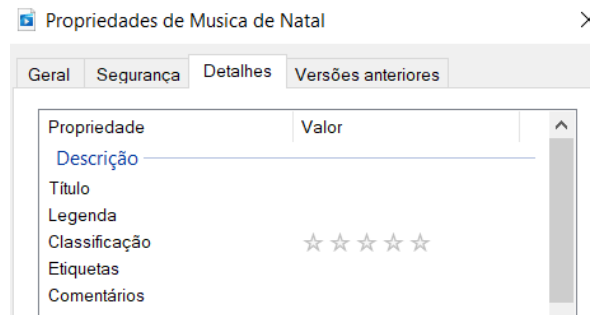 Propriedades de Musica de Natal
Geral Segurança Detalhes Versões anteriores
Propriedade Valor
Descrição
Título
Legenda
Classificação
Etiquetas
Comentários